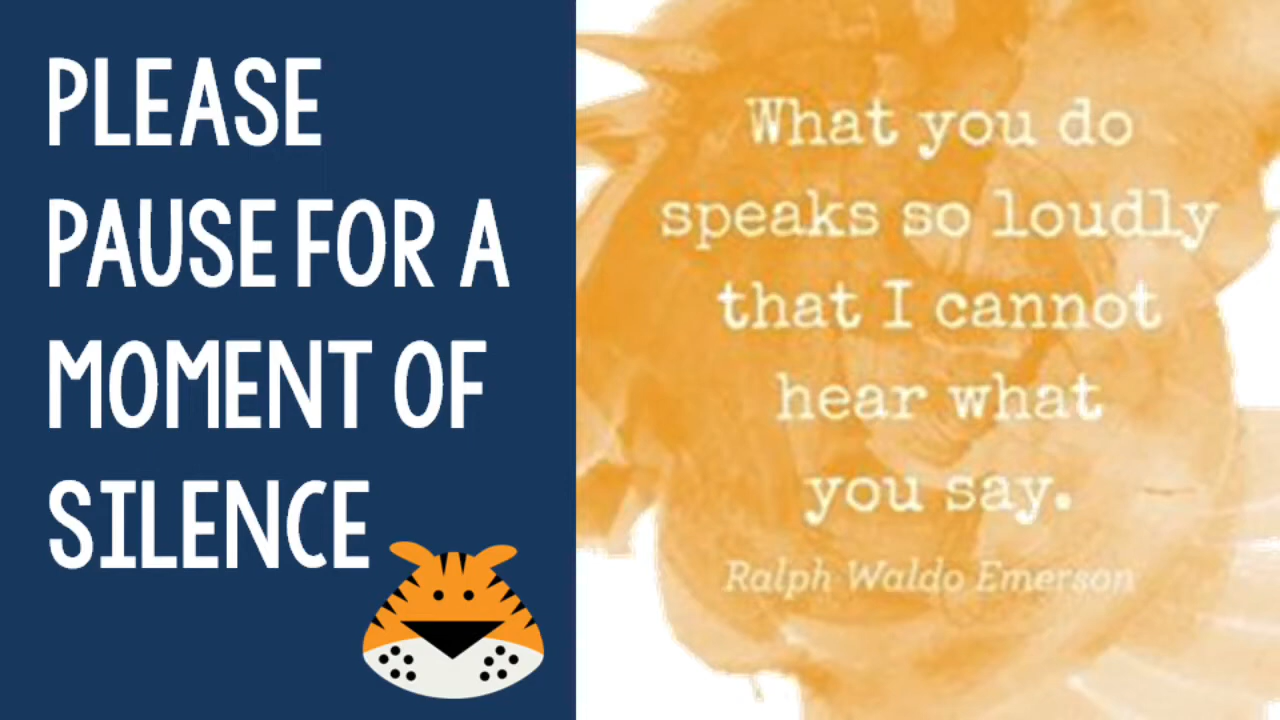 PLEASE
PAUSE FOR A
MOMENT OF
SILENCE
What you do
speaks so loudly
that I cannot
hear what
you say.
Ralph Waldo Emerson